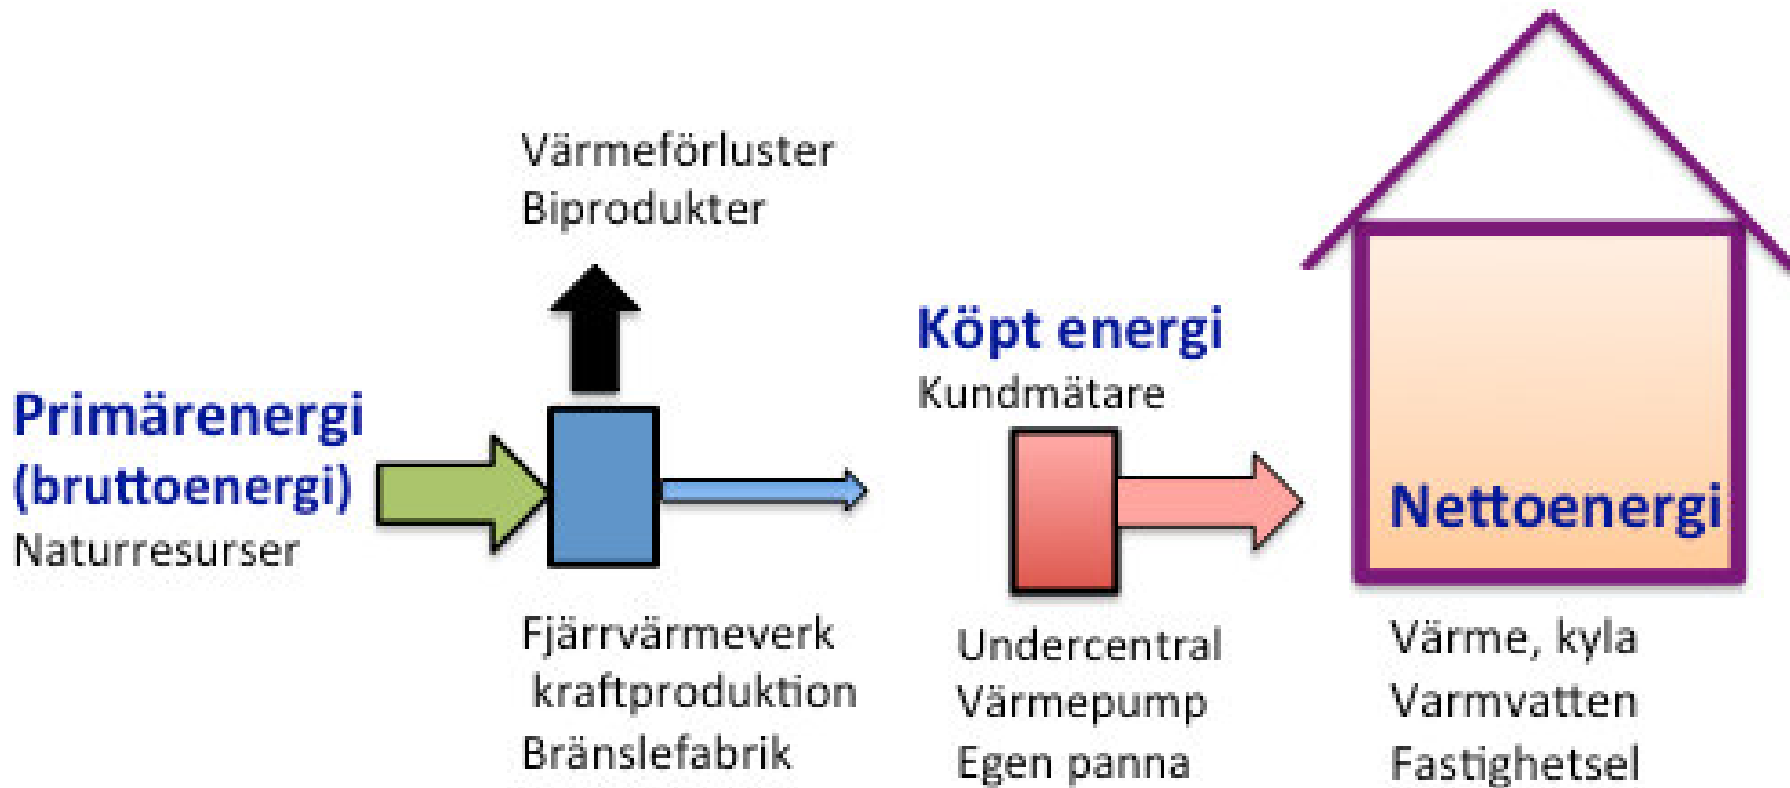 Värmeförluster
Biprodukter
Primärenergi
(bruttoenergi)
Naturresurser
Fjärrvärmeverk
kraftproduktion
Bränslefabrik
Köpt energi
Kundmätare
Undercentral
Värmepump
Egen panna
Nettoenergi
Värme, kyla
Varmvatten
Fastighetsel